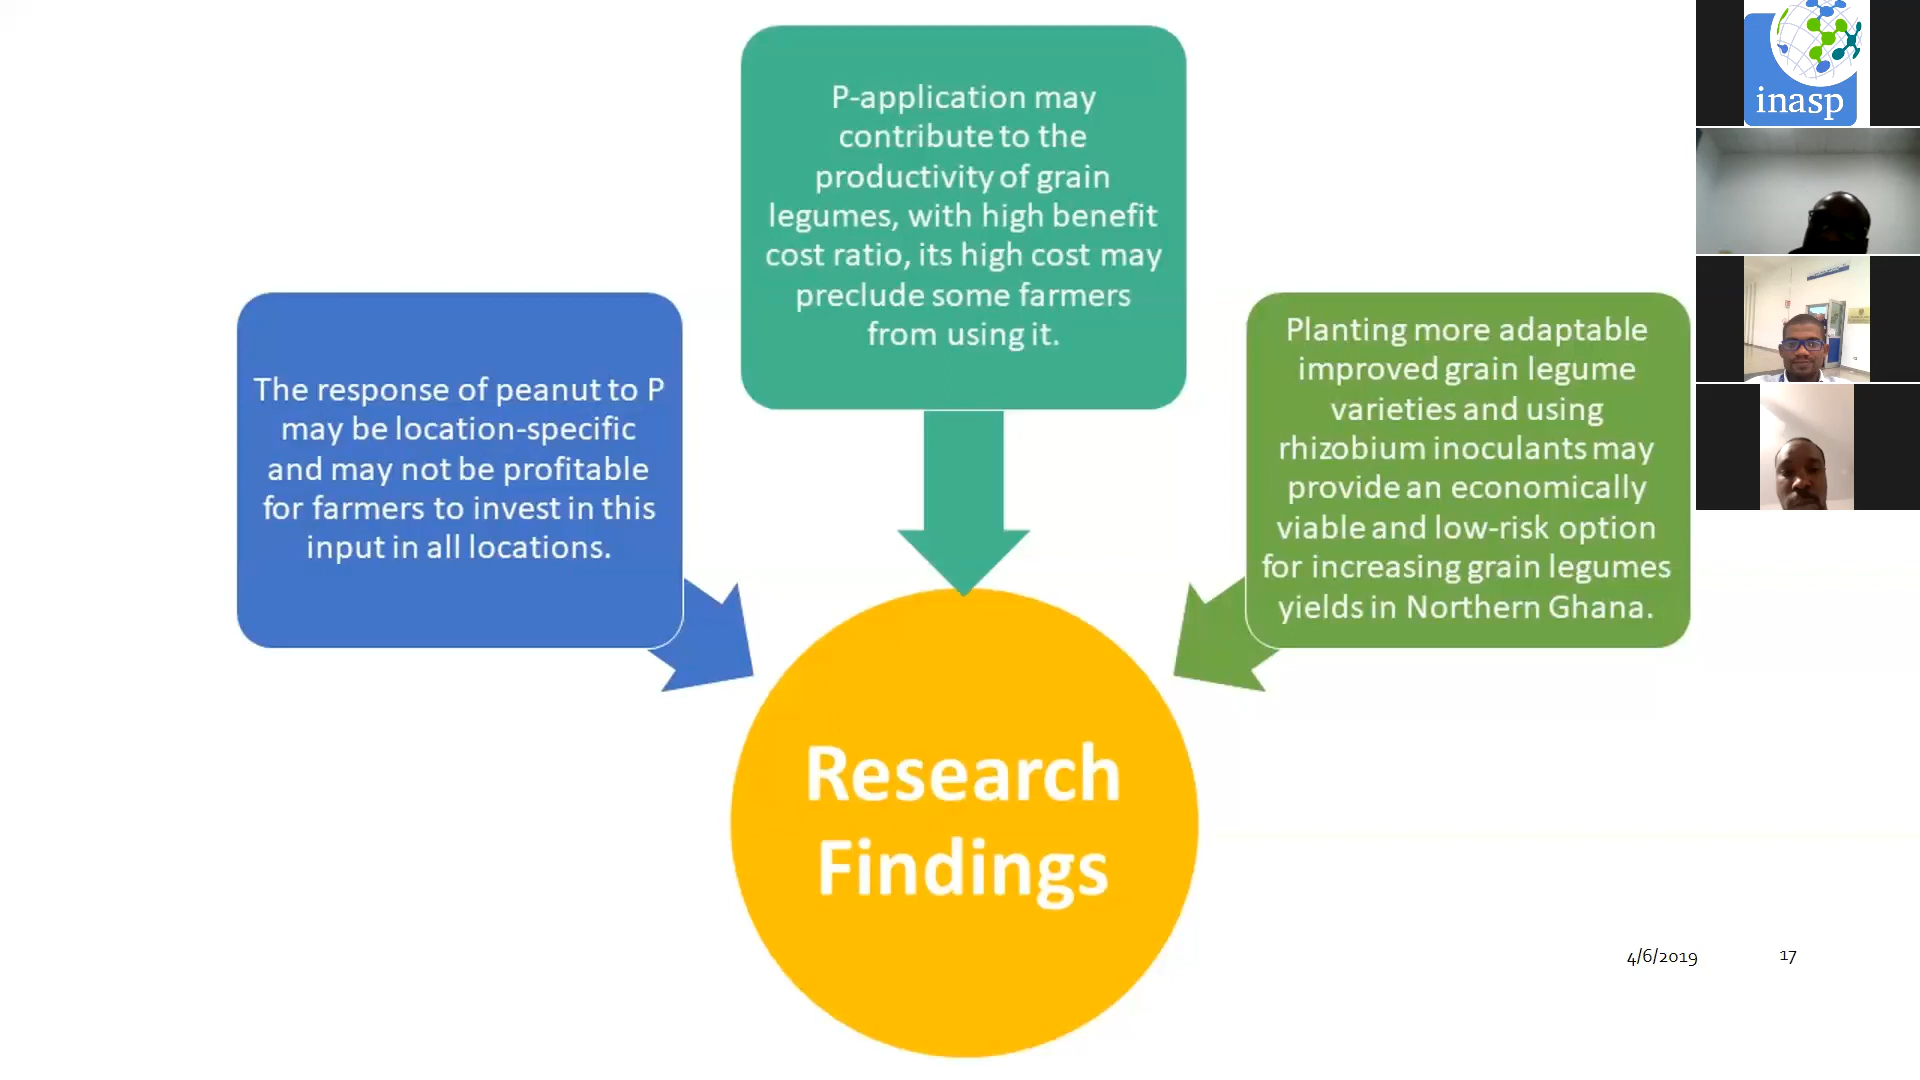 P-application may
contribute to the
productivity of grain
legumes, with high benefit
cost ratio, its high cost may
preclude some farmers
from using it.
The response of peanut to P
may be location-specific
and may not be profitable
for farmers to invest in this
input in all locations.
Planting more adaptable
improved grain legume
varieties and using
rhizobium inoculants may
provide an economically
viable and low-risk option
for increasing grain legumes
yields in Northern Ghana.
Research
Findings
4/6/2019
17
inasp